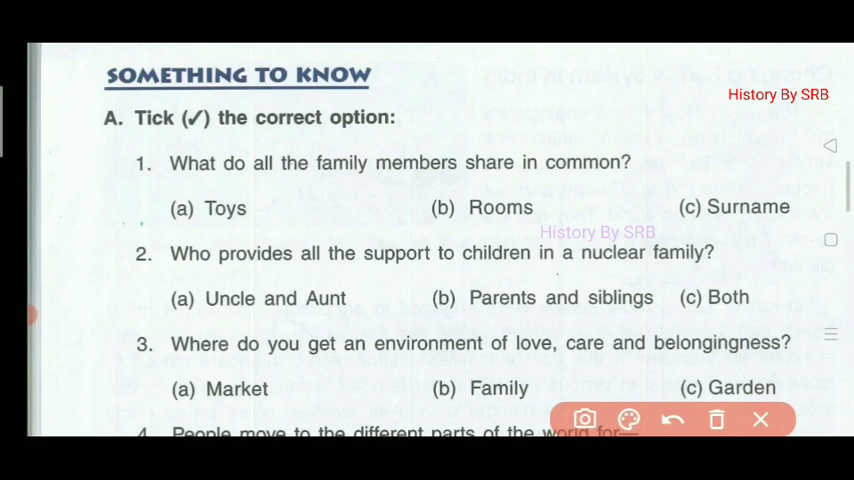 SOMETHING TO KNOW
History By SRB
A. Tick (✓) the correct option:
1. What do all the family members share in common?
(a) Toys (b) Rooms (c) Surname
History By SRB
2. Who provides all the support to children in a nuclear family?
(a) Uncle and Aunt (b) Parents and siblings (c) Both
3. Where do you get an environment of love, care and belongingness?
(a) Market (b) Family (c) Garden
4. People move to the different parts of the world for—